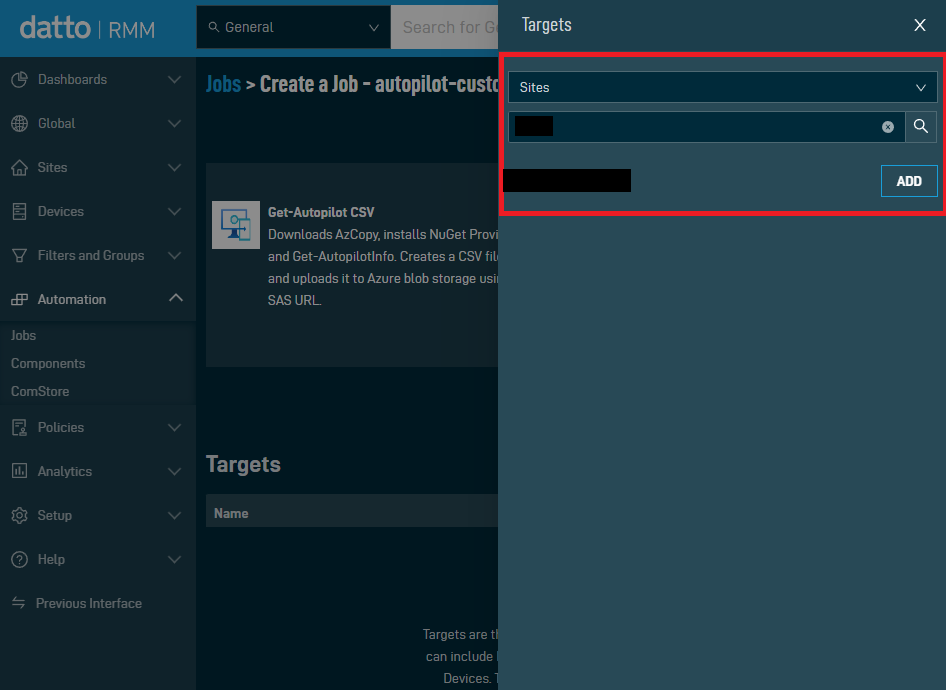 datto | RMM
General
Search for
Dashboards
Global
Sites
Devices
Filters and Groups
Automation
Jobs
Components
ComStore
Policies
Analytics
Setup
Help
Previous Interface
Jobs > Create a Job - autopilot-custo
Get-Autopilot CSV
Downloads AzCopy, installs NuGet Provi
and Get-AutopilotInfo. Creates a CSV file
and uploads it to Azure blob storage usi
SAS URL.
Targets
Name
Targets are
can include
Devices.
Targets
Sites
ADD